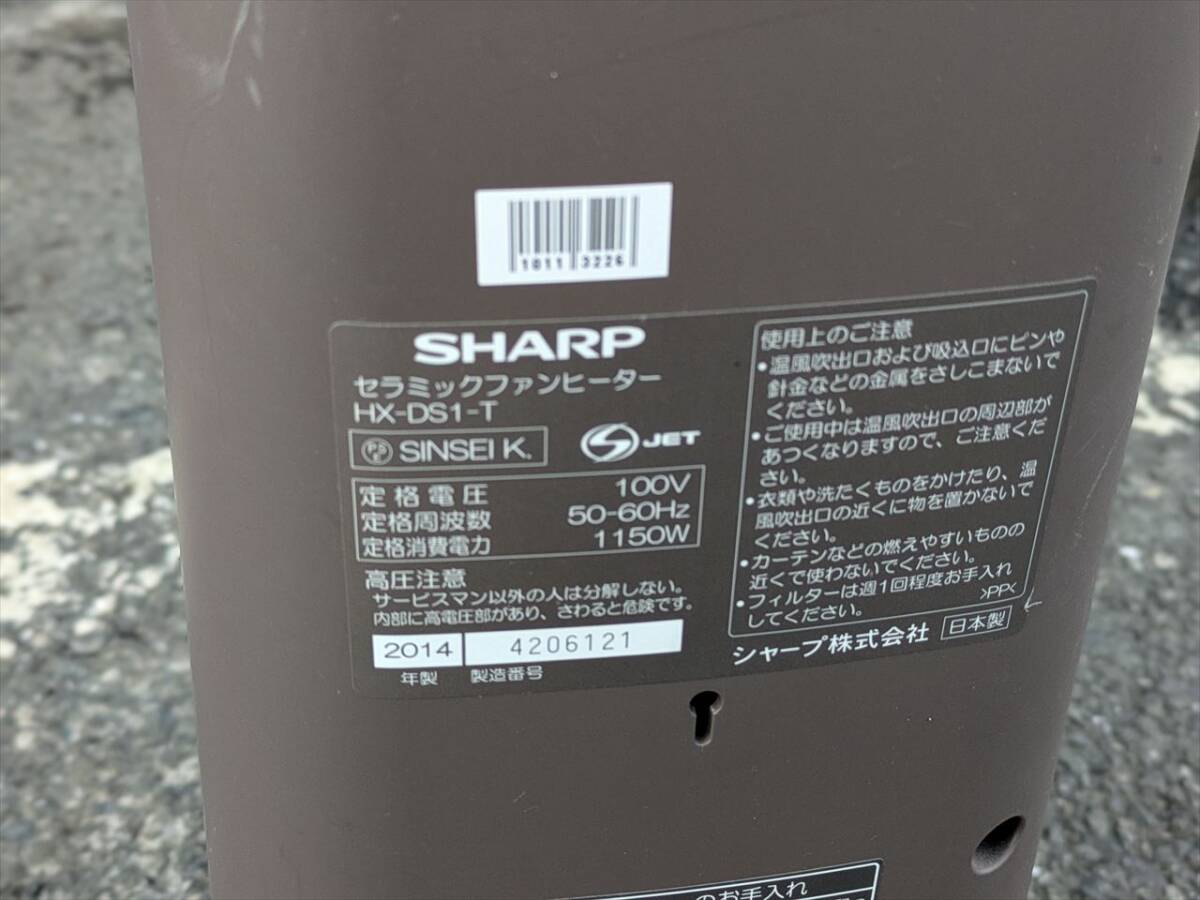 1011 3226
SHARP
セラミックファンヒーター
HX-DS1-T
PS SINSEI K. S JET
定格電圧 100V
定格周波数 50-60Hz
定格消費電力 1150W
高圧注意
サービスマン以外の人は分解しない。
内部に高電圧部があり、さわると危険です。
2014 4206121
年製 製造番号
使用上のご注意
•温風吹出口および吸込口にピンや
針金などの金属をさしこまないで
ください。
•ご使用中は温風吹出口の周辺部が
あつくなりますので、ご注意くだ
さい。
•衣類や洗たくものをかけたり、温
風吹出口の近くに物を置かないで
ください。
•カーテンなどの燃えやすいものの
近くで使わないでください。
•フィルターは週1回程度お手入れ
してください。 >PP<
シャープ株式会社 日本製
のお手入れ